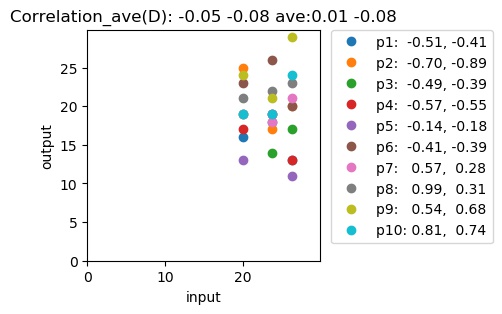 Correlation_ave(D): -0.05 -0.08 ave:0.01 -0.08
output
25
20
15
10
5
0
0
20
input
p1: -0.51, -0.41
p2: -0.70, -0.89
p3: -0.49, -0.39
p4: -0.57, -0.55
p5: -0.14, -0.18
p6: -0.41, -0.39
p7: 0.57, 0.28
p8: 0.99, 0.31
p9: 0.54, 0.68
p10: 0.81, 0.74